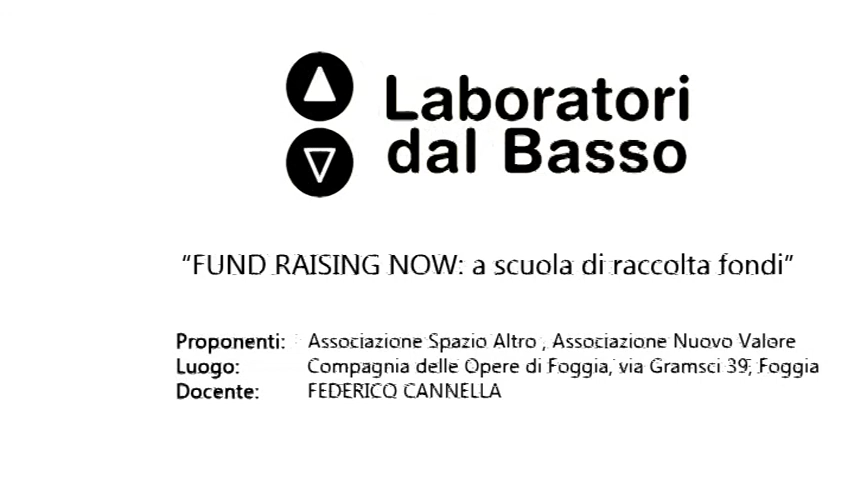 Laboratori
dal Basso
“FUND RAISING NOW: a scuola di raccolta fondi”
Proponenti: Associazione Spazio Altro , Associazione Nuovo Valore
Luogo: Compagnia delle Opere di Foggia, via Gramsci 39, Foggia
Docente: FEDERICO CANNELLA